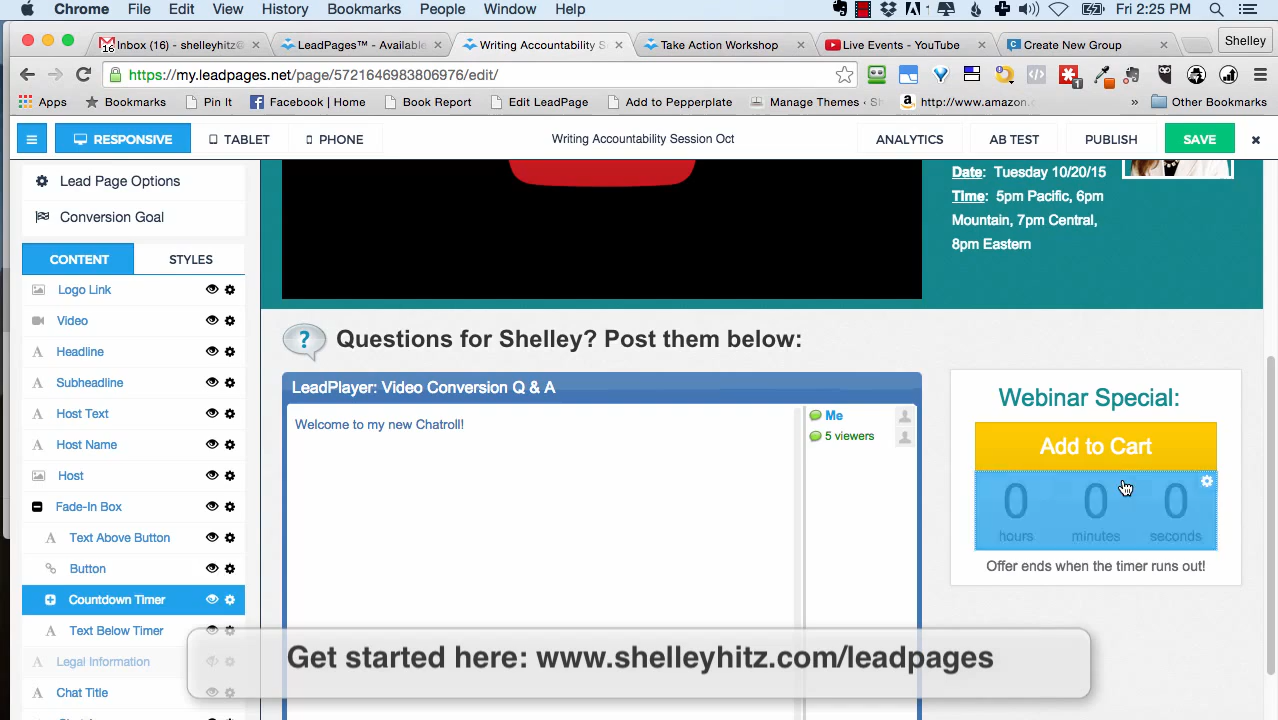 Chrome File Edit View History Bookmarks People Window Help
1 Fri 2:25 PM
Inbox (16) - shelleyhitz@ LeadPages™ - Available Writing Accountability S Take Action Workshop Live Events - YouTube Create New Group Shelley
https://my.leadpages.net/page/5721646983806976/edit/
Apps Bookmarks Pin It Facebook | Home Book Report Edit LeadPage Add to Pepperpla Manage Themes ‹ Sh http://www.amazon. » Other Bookmarks
RESPONSIVE TABLET PHONE Writing Accountability Session Oct ANALYTICS AB TEST PUBLISH SAVE
Lead Page Options
Conversion Goal
CONTENT STYLES
Logo Link
Video
Headline
Subheadline
Host Text
Host Name
Host
Fade-In Box
Text Above Button
Button
Countdown Timer
Text Below Timer
Legal Information
Chat Title
Date: Tuesday 10/20/15
Time: 5pm Pacific, 6pm
Mountain, 7pm Central,
8pm Eastern
? Questions for Shelley? Post them below:
LeadPlayer: Video Conversion Q & A
Welcome to my new Chatroll!
Me
5 viewers
Webinar Special:
Add to Cart
0 0 0
hours minutes seconds
Offer ends when the timer runs out!
Get started here: www.shelleyhitz.com/leadpages